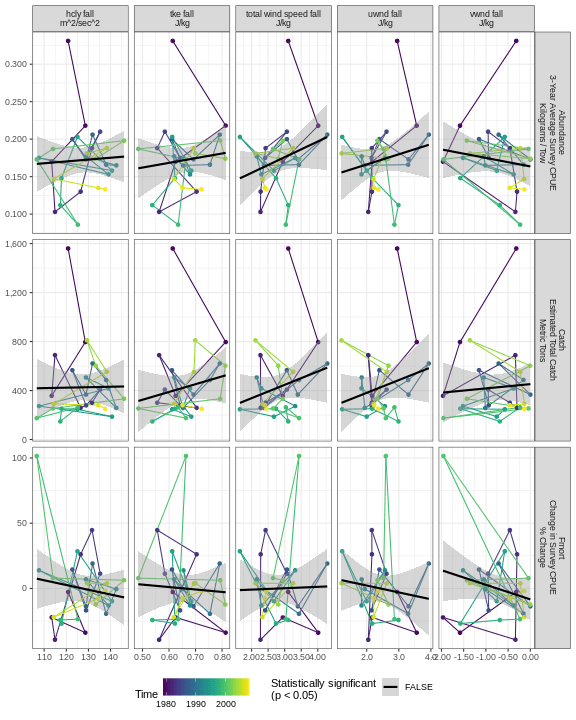 hcly fall
m^2/sec^2
tke fall
J/kg
total wind speed fall
J/kg
uwnd fall
J/kg
vwnd fall
J/kg
0.300
0.250
0.200
0.150
0.100
Abundance
3-Year Average Survey CPUE
Kilograms / Tow
1,600
1,200
800
400
0
Catch
Estimated Total Catch
Metric Tons
100
50
0
Fmort
Change in Survey CPUE
% Change
110 120 130 140
0.50 0.60 0.70 0.80
2.00 2.50 3.00 3.50 4.00
2.0 3.0 4.0
-2.00 -1.50 -1.00 -0.50 0.00
Time
1980 1990 2000
Statistically significant
(p < 0.05)
FALSE